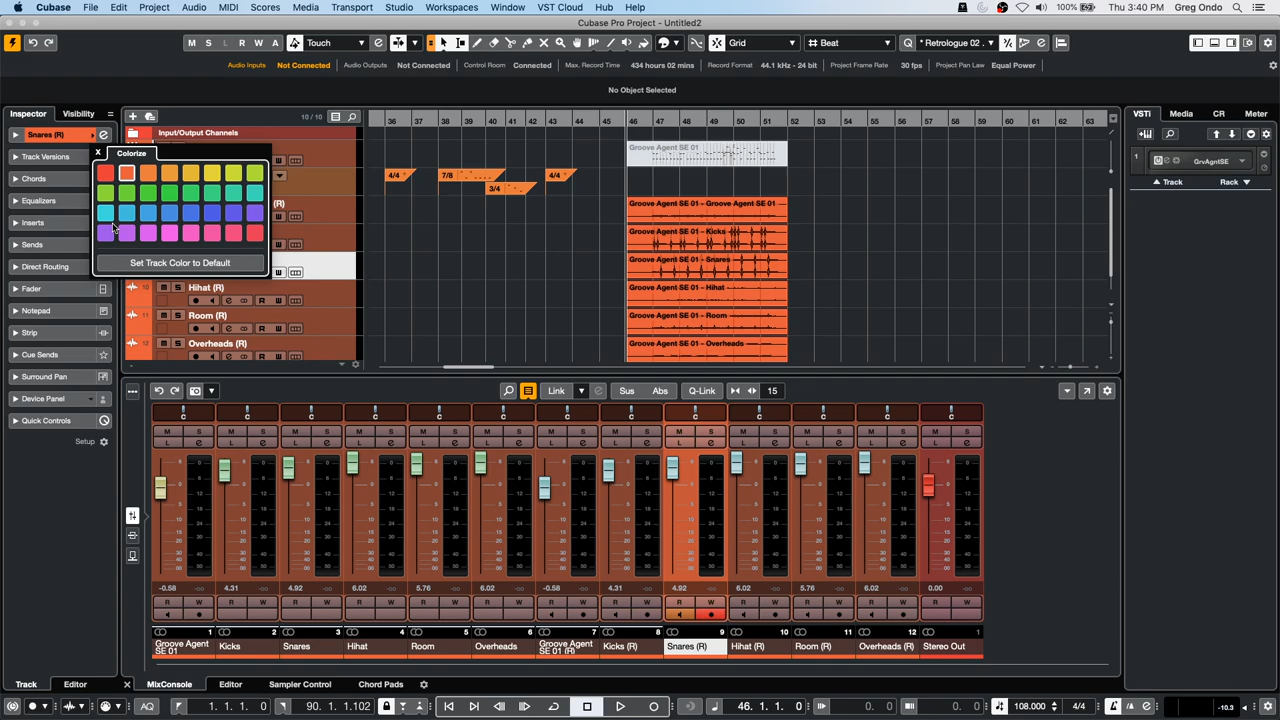 Cubase File Edit Project Audio MIDI Scores Media Transport Studio Workspaces Window VST Cloud Hub Help 100% Thu 3:40 PM Greg Ondo
Cubase Pro Project - Untitled2
M S L R W A Touch Grid Beat Q * Retrologue 02 .
Audio Inputs Not Connected Audio Outputs Not Connected Control Room Connected Max. Record Time 434 hours 02 mins Record Format 44.1 kHz - 24 bit Project Frame Rate 30 fps Project Pan Law Equal Power
No Object Selected
Inspector Visibility 10 / 10 36 37 38 39 40 41 42 43 44 45 46 47 48 49 50 51 52 53 54 55 56 57 58 59 60 61 62 63 VSTi Media CR Meter
Snares (R) Input/Output Channels
X Colorize Groove Agent SE 01
Track Versions 1 GrvAgntSE
Track Rack
Chords 4/4 7/8 4/4
3/4
Equalizers (R) Groove Agent SE 01 - Groove Agent SE 01
Inserts Groove Agent SE 01 - Kicks
Sends
Direct Routing Set Track Color to Default Groove Agent SE 01 - Snares
Fader 10 M S Hihat (R) Groove Agent SE 01 - Hihat
R
Notepad 11 M S Room (R) Groove Agent SE 01 - Room
Strip R
Cue Sends 12 M S Overheads (R) Groove Agent SE 01 - Overheads
Surround Pan
Device Panel Link Sus Abs Q-Link 15
Quick Controls C C C C C C C C C C C C C
Setup M S M S M S M S M S M S M S M S M S M S M S M S M S
L L L L L L L L L L L L L
-0.58 4.31 4.92 6.02 5.76 6.02 -0.58 4.31 4.92 6.02 5.76 6.02 0.00
R W R W R W R W R W R W R W R W R W R W R W R W R W
1 2 3 4 5 6 7 8 9 10 11 12 1
Groove Agent SE 01 Kicks Snares Hihat Room Overheads Groove Agent SE 01 (R) Kicks (R) Snares (R) Hihat (R) Room (R) Overheads (R) Stereo Out
Track Editor MixConsole Editor Sampler Control Chord Pads
AQ 1. 1. 1. 0 90. 1. 1.102 46. 1. 1. 0 0. 0 0. 0 108.000 4/4 -10.3